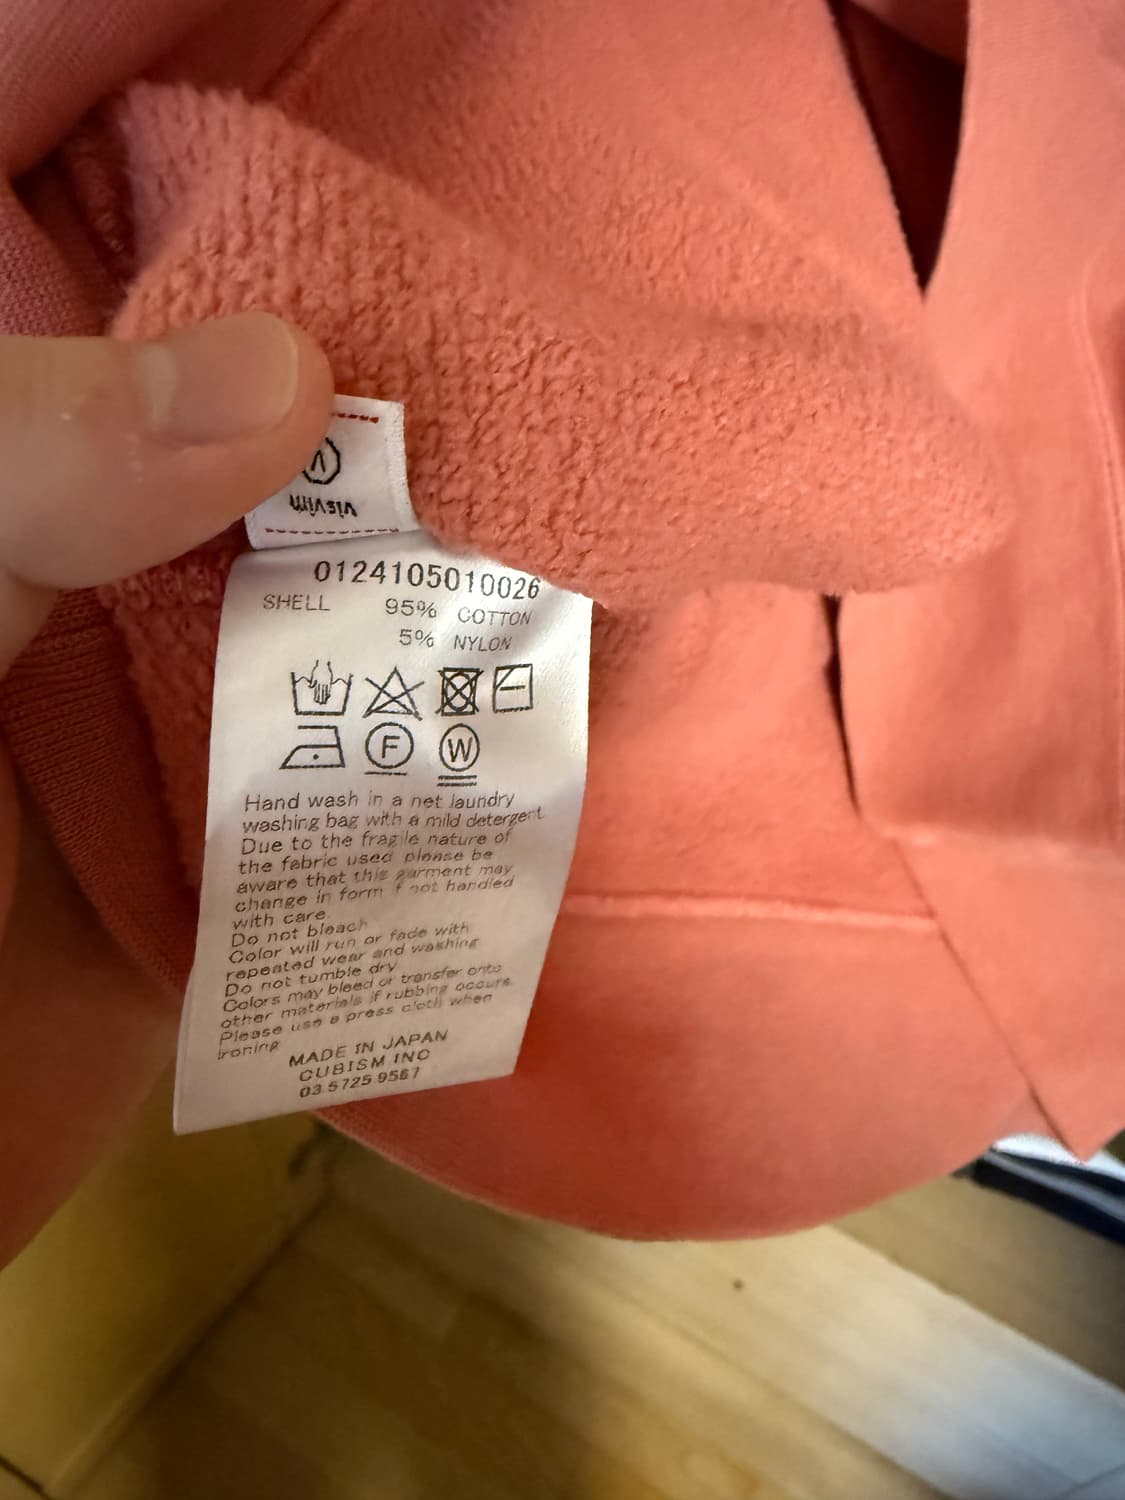 visvim
0124105010026
SHELL 95% COTTON
5% NYLON
F W
Hand wash in a net laundry
washing bag with a mild detergent
Due to the fragile nature of
the fabric used please be
aware that this garment may
change in form if not handled
with care.
Do not bleach
Color will run or fade with
repeated wear and washing
Do not tumble dry
Colors may bleed or transfer onto
other materials if rubbing occurs
Please use a press cloth when
ironing
MADE IN JAPAN
CUBISM INC
03.5725.9567